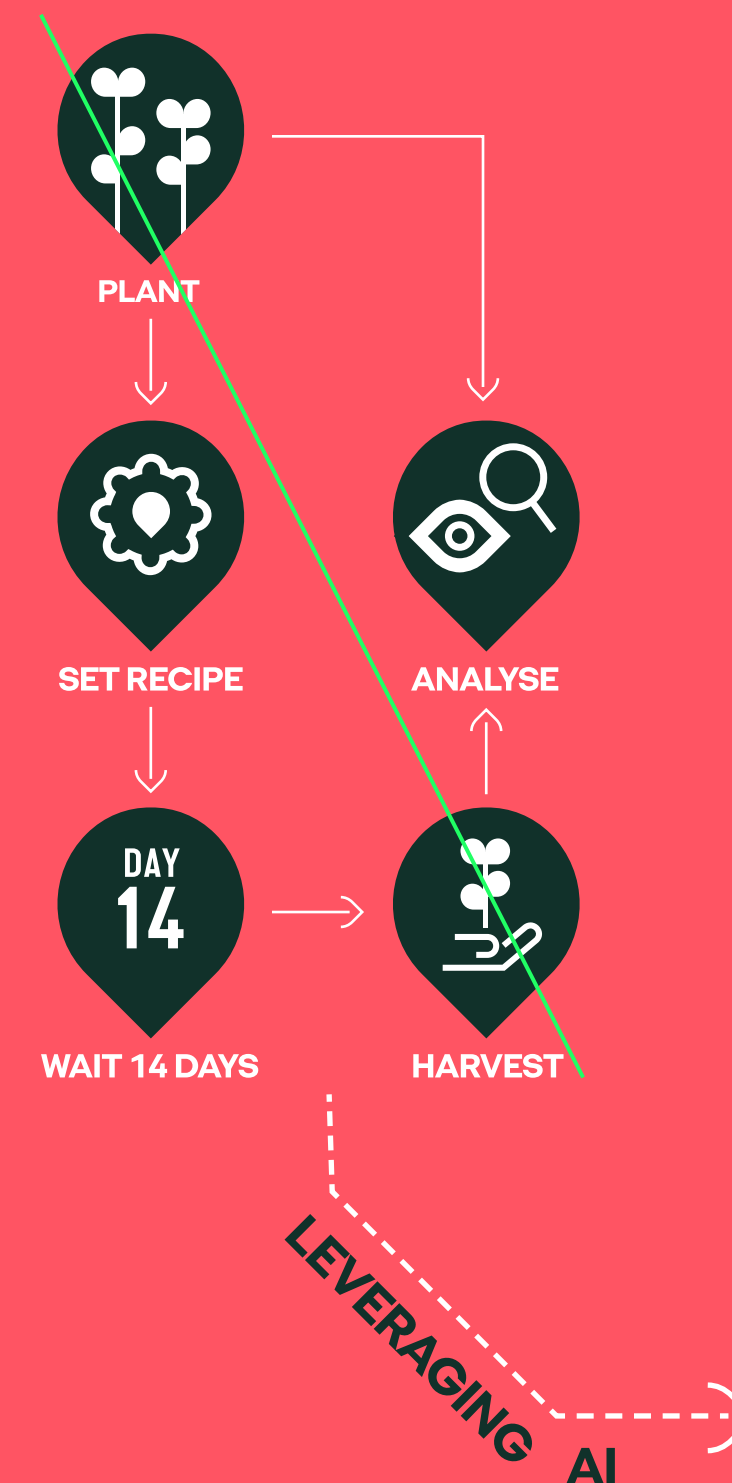 PLANT
SET RECIPE
ANALYSE
DAY
14
WAIT 14 DAYS
HARVEST
LEVERAGING
AI